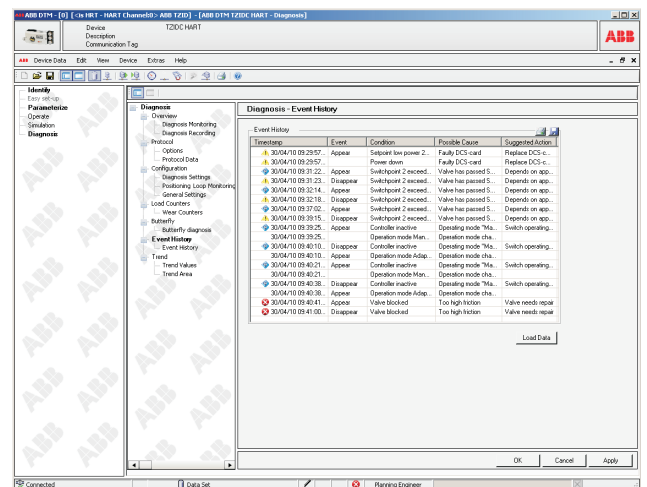 ABB DTM - [0] [<is HRT - HART Channel:0> ABB TZID] - [ABB DTM TZIDC HART - Diagnosis]
Device TZIDC HART
Description
Communication Tag
ABB
ABB Device Data Edit View Device Extras Help
Identify
Easy set-up
Parameterize
Operate
Simulation
Diagnosis
Diagnosis
Overview
Diagnosis Monitoring
Diagnosis Recording
Protocol
Options
Protocol Data
Configuration
Diagnosis Settings
Positioning Loop Monitoring
General Settings
Load Counters
Wear Counters
Butterfly
Butterfly diagnosis
Event History
Event History
Trend
Trend Values
Trend Area
Diagnosis - Event History
Event History
Timestamp Event Condition Possible Cause Suggested Action
30/04/10 09:29:57... Appear Setpoint low power 2... Faulty DCS-card Replace DCS-c...
30/04/10 09:29:57... Power down Faulty DCS-card Replace DCS-c...
30/04/10 09:31:22... Appear Switchpoint 2 exceed... Valve has passed S... Depends on app...
30/04/10 09:31:23... Disappear Switchpoint 2 exceed... Valve has passed S... Depends on app...
30/04/10 09:32:14... Appear Switchpoint 2 exceed... Valve has passed S... Depends on app...
30/04/10 09:32:18... Disappear Switchpoint 2 exceed... Valve has passed S... Depends on app...
30/04/10 09:37:02... Appear Switchpoint 2 exceed... Valve has passed S... Depends on app...
30/04/10 09:39:15... Disappear Switchpoint 2 exceed... Valve has passed S... Depends on app...
30/04/10 09:39:25... Appear Controller inactive Operating mode "Ma... Switch operating...
30/04/10 09:39:25... Operation mode Man... Operation mode cha...
30/04/10 09:40:10... Disappear Controller inactive Operating mode "Ma... Switch operating...
30/04/10 09:40:10... Appear Operation mode Adap... Operation mode cha...
30/04/10 09:40:21... Appear Controller inactive Operating mode "Ma... Switch operating...
30/04/10 09:40:21... Operation mode Man... Operation mode cha...
30/04/10 09:40:38... Disappear Controller inactive Operating mode "Ma... Switch operating...
30/04/10 09:40:38... Appear Operation mode Adap... Operation mode cha...
30/04/10 09:40:41... Appear Valve blocked Too high friction Valve needs repair
30/04/10 09:41:00... Disappear Valve blocked Too high friction Valve needs repair
Load Data
OK Cancel Apply
Connected Data Set Planning Engineer